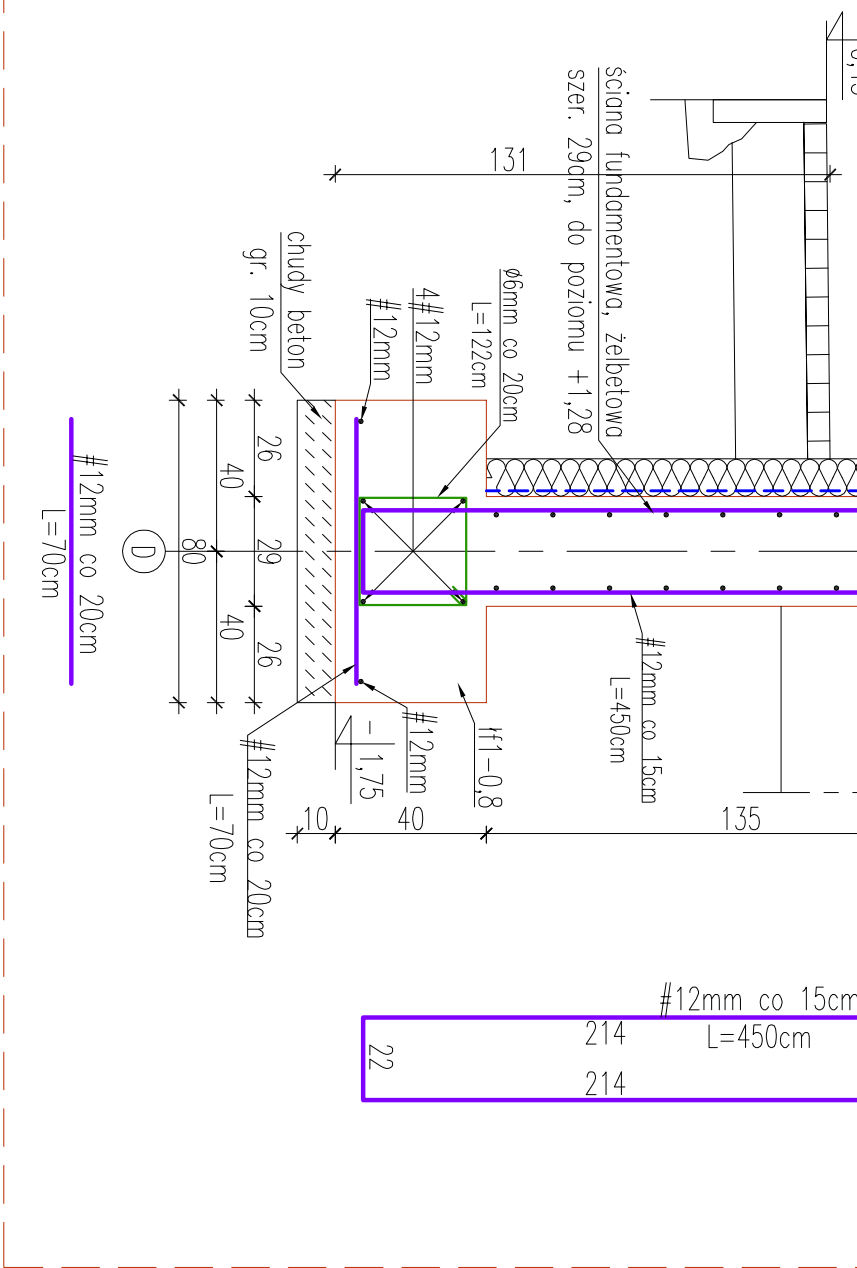 ściana fundamentowa, żelbetowa
szer. 29cm, do poziomu +1,28
131
Ø6mm co 20cm
L=122cm
4#12mm
#12mm
chudy beton
gr. 10cm
26
29
26
40
40
80
D
#12mm co 20cm
L=70cm
#12mm co 15cm
L=450cm
łf1-0,8
#12mm
- 1,75
#12mm co 20cm
L=70cm
10
40
135
#12mm co 15cm
L=450cm
214
214
22